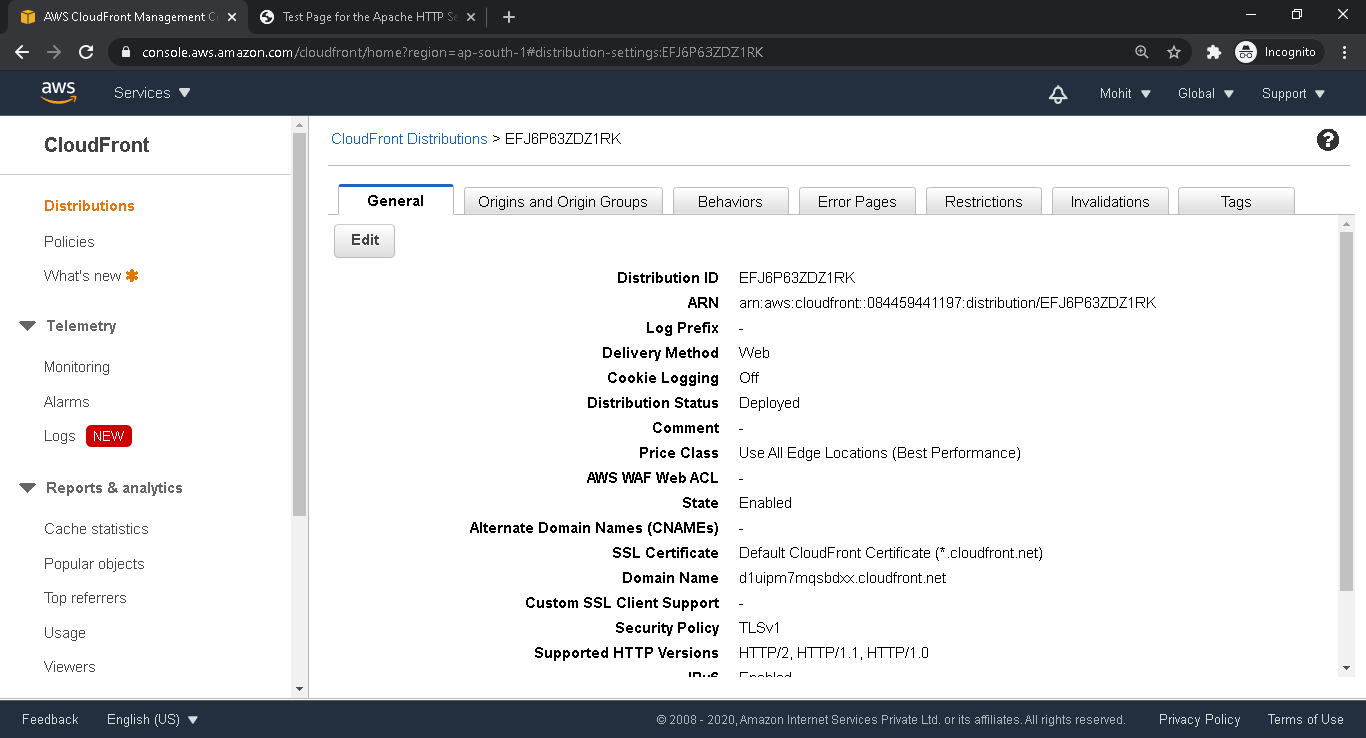 AWS CloudFront Management C
Test Page for the Apache HTTP Se
console.aws.amazon.com/cloudfront/home?region=ap-south-1#distribution-settings:EFJ6P63ZDZ1RK
Incognito
aws
Services
Mohit
Global
Support
CloudFront
Distributions
Policies
What's new
Telemetry
Monitoring
Alarms
Logs NEW
Reports & analytics
Cache statistics
Popular objects
Top referrers
Usage
Viewers
CloudFront Distributions > EFJ6P63ZDZ1RK
General
Origins and Origin Groups
Behaviors
Error Pages
Restrictions
Invalidations
Tags
Edit
Distribution ID EFJ6P63ZDZ1RK
ARN arn:aws:cloudfront::084459441197:distribution/EFJ6P63ZDZ1RK
Log Prefix -
Delivery Method Web
Cookie Logging Off
Distribution Status Deployed
Comment -
Price Class Use All Edge Locations (Best Performance)
AWS WAF Web ACL -
State Enabled
Alternate Domain Names (CNAMEs) -
SSL Certificate Default CloudFront Certificate (*.cloudfront.net)
Domain Name d1uipm7mqsbdxx.cloudfront.net
Custom SSL Client Support -
Security Policy TLSv1
Supported HTTP Versions HTTP/2, HTTP/1.1, HTTP/1.0
IPv6 Enabled
Feedback
English (US)
© 2008 - 2020, Amazon Internet Services Private Ltd. or its affiliates. All rights reserved.
Privacy Policy
Terms of Use